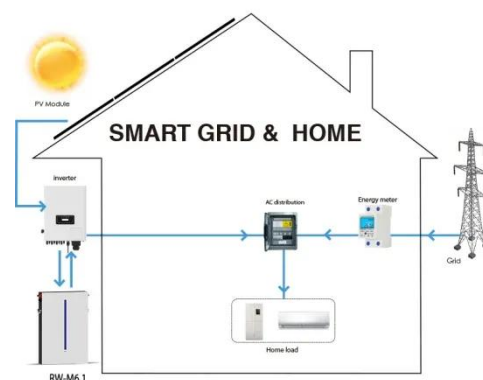 PV Module
SMART GRID & HOME
inverter
AC distribution
Energy meter
Grid
Home load
RW-M6.1